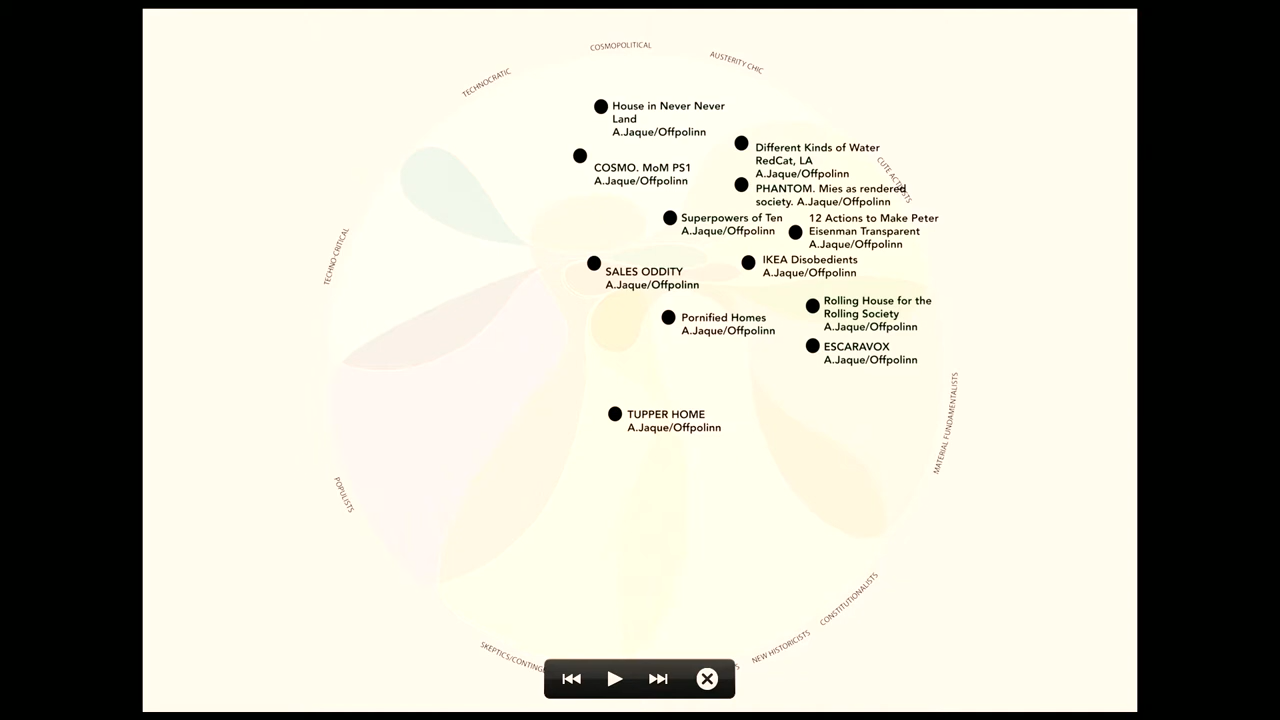 COSMOPOLITICAL
AUSTERITY CHIC
TECHNOCRATIC
House in Never Never
Land
A.Jaque/Offpolinn
Different Kinds of Water
RedCat, LA
A.Jaque/Offpolinn
COSMO. MoM PS1
A.Jaque/Offpolinn
CUTE ACTIVISTS
PHANTOM. Mies as rendered
society. A.Jaque/Offpolinn
Superpowers of Ten
A.Jaque/Offpolinn
12 Actions to Make Peter
Eisenman Transparent
A.Jaque/Offpolinn
TECHNO CRITICAL
IKEA Disobedients
A.Jaque/Offpolinn
SALES ODDITY
A.Jaque/Offpolinn
Rolling House for the
Rolling Society
A.Jaque/Offpolinn
Pornified Homes
A.Jaque/Offpolinn
ESCARAVOX
A.Jaque/Offpolinn
MATERIAL FUNDAMENTALISTS
TUPPER HOME
A.Jaque/Offpolinn
POPULISTS
CONSTITUTIONALISTS
NEW HISTORICISTS